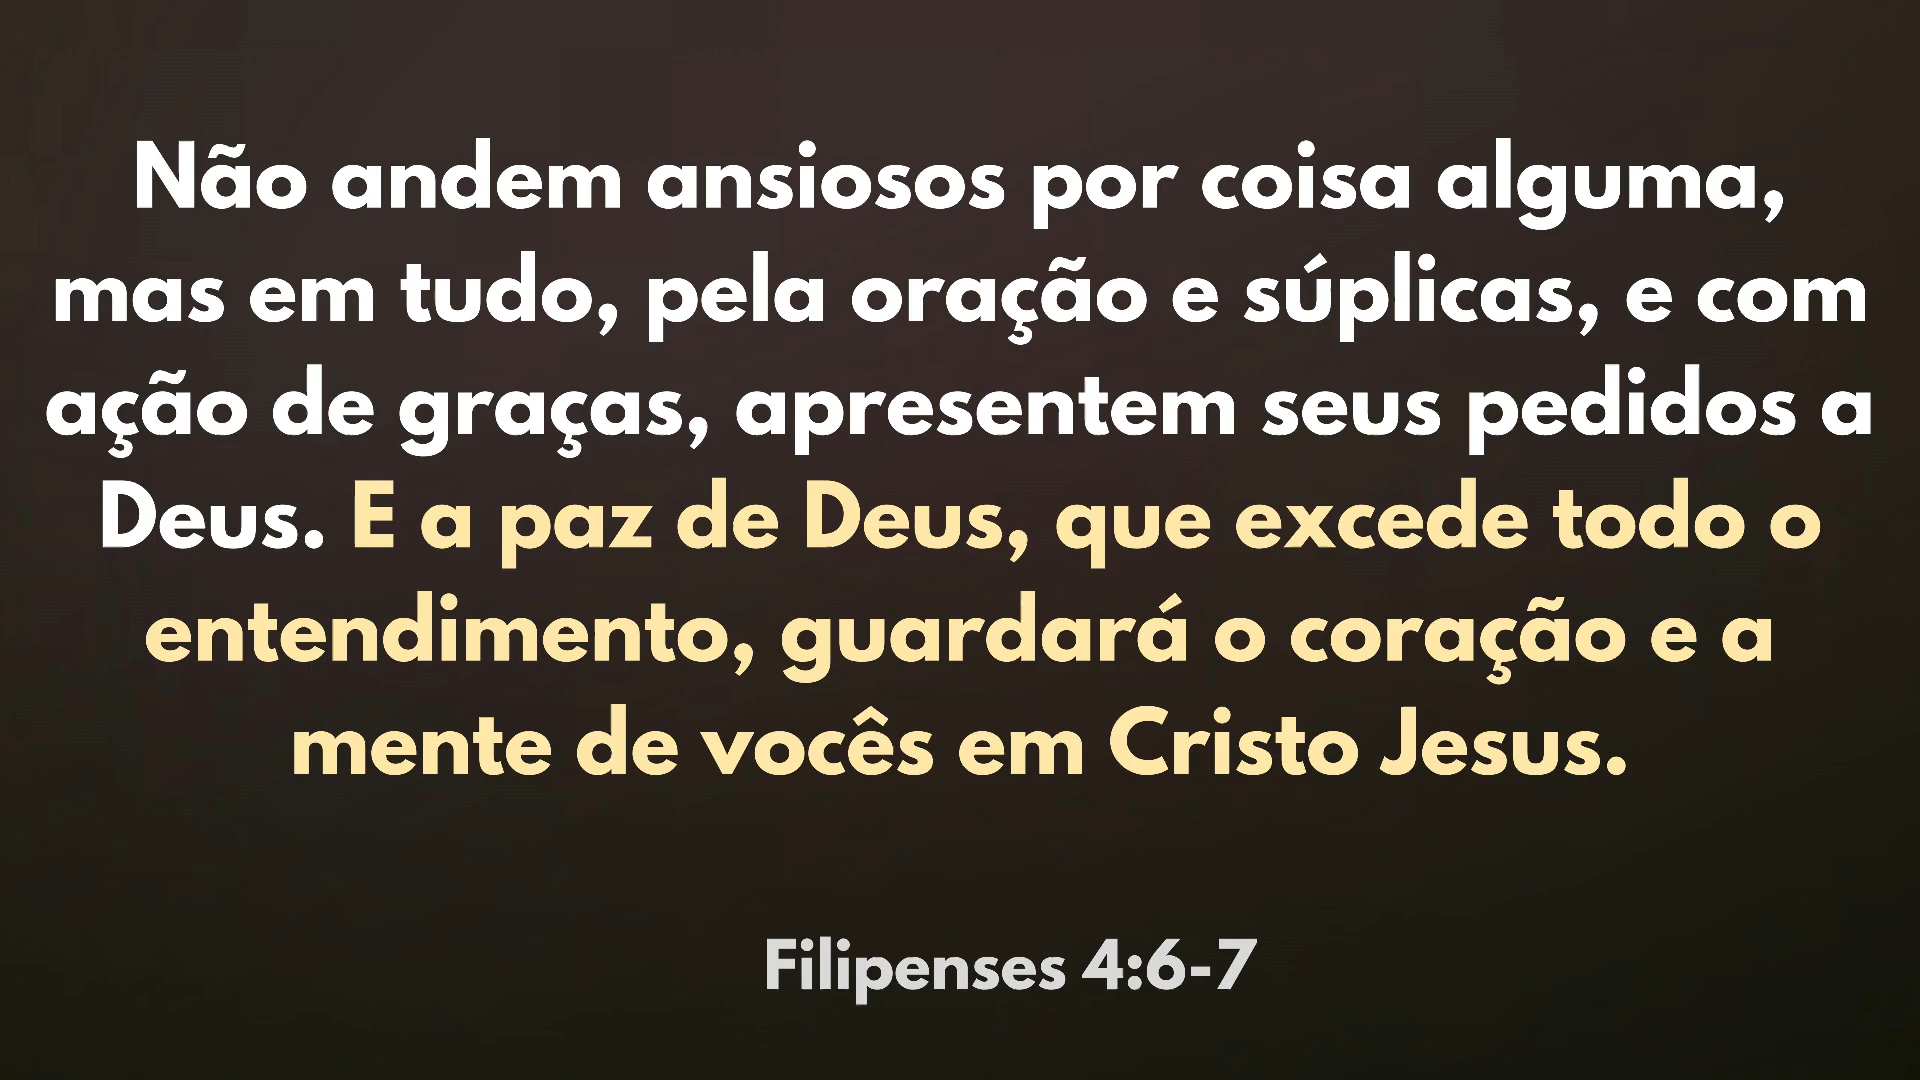 Não andem ansiosos por coisa alguma,
mas em tudo, pela oração e súplicas, e com
ação de graças, apresentem seus pedidos a
Deus. E a paz de Deus, que excede todo o
entendimento, guardará o coração e a
mente de vocês em Cristo Jesus.
Filipenses 4:6-7